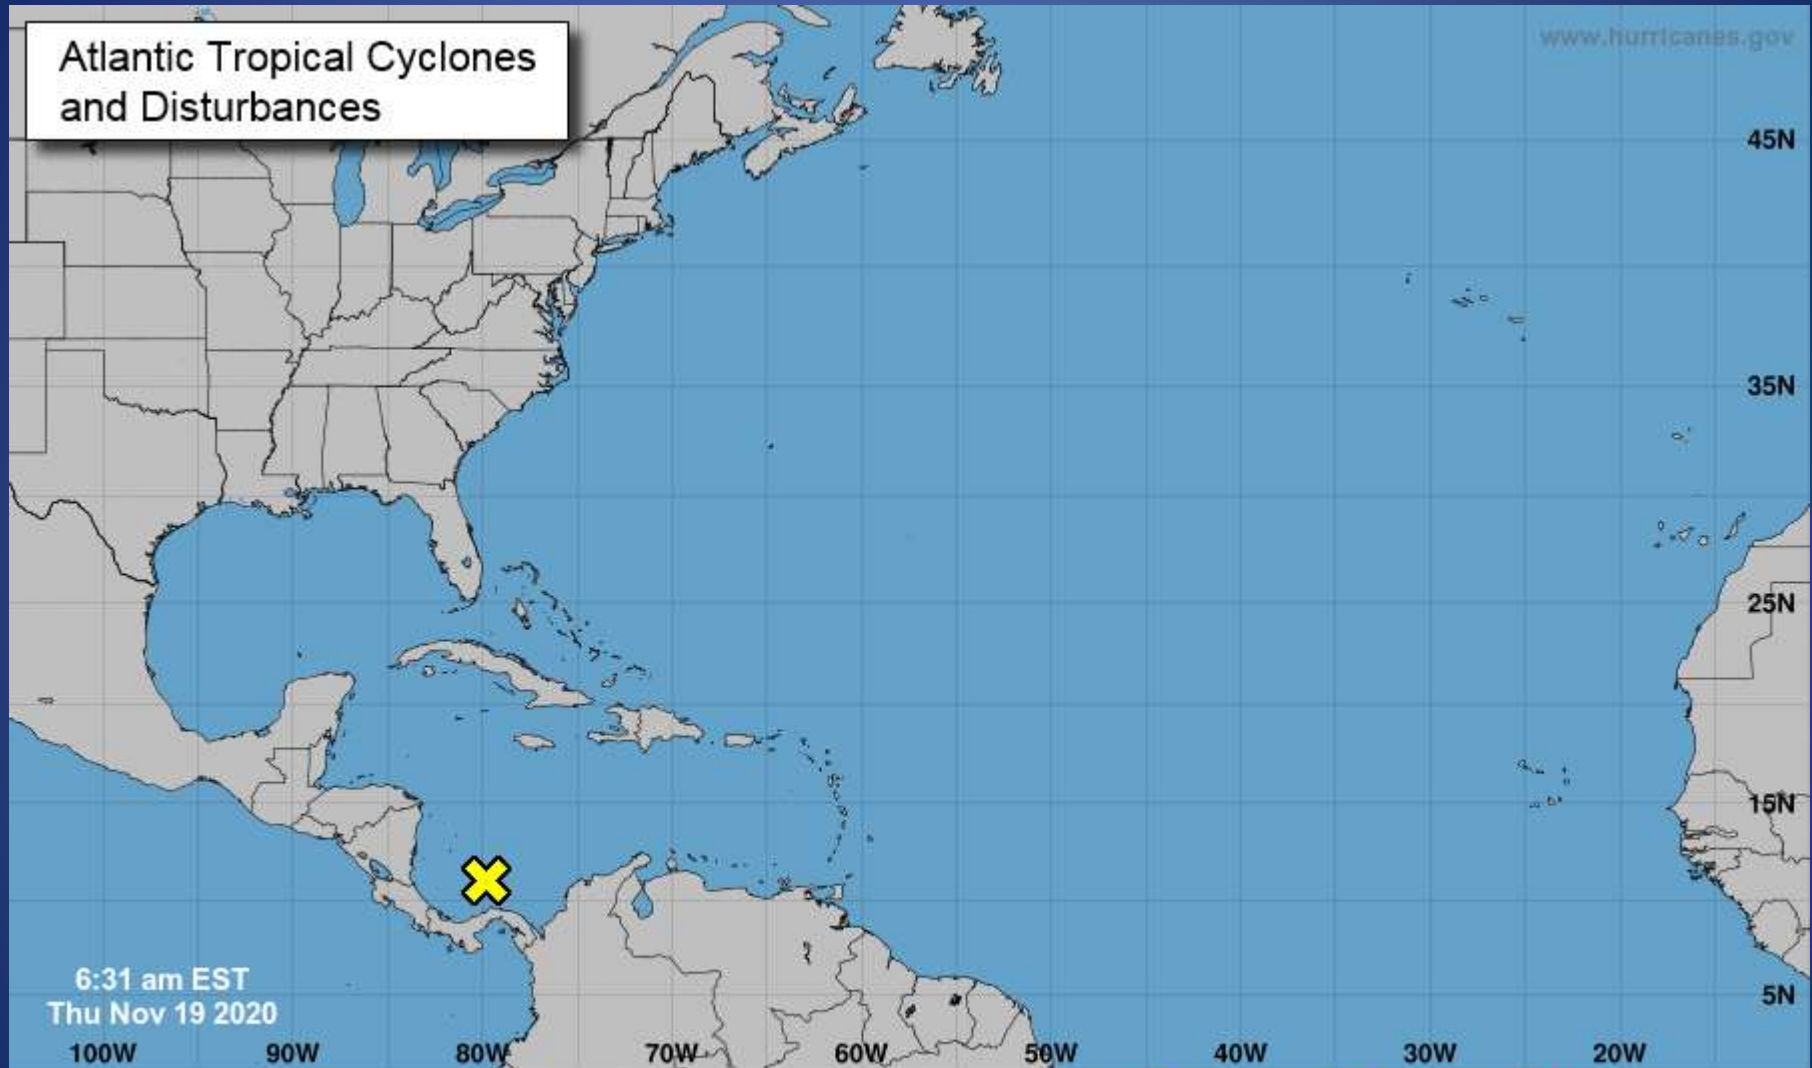 Atlantic Tropical Cyclones
and Disturbances
www.hurricanes.gov
45N
35N
25N
15N
5N
6:31 am EST
Thu Nov 19 2020
100W 90W 80W 70W 60W 50W 40W 30W 20W